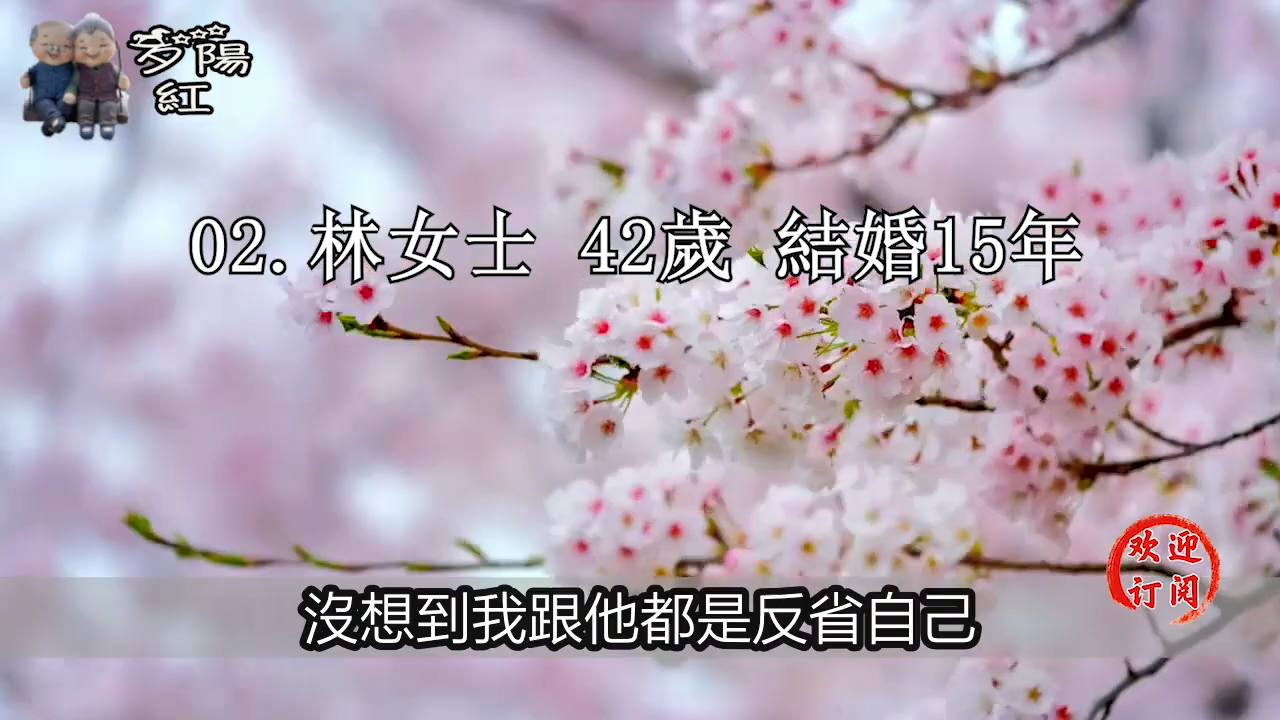 夕陽
紅
02.林女士 42歲 結婚15年
欢迎
订阅
沒想到我跟他都是反省自己